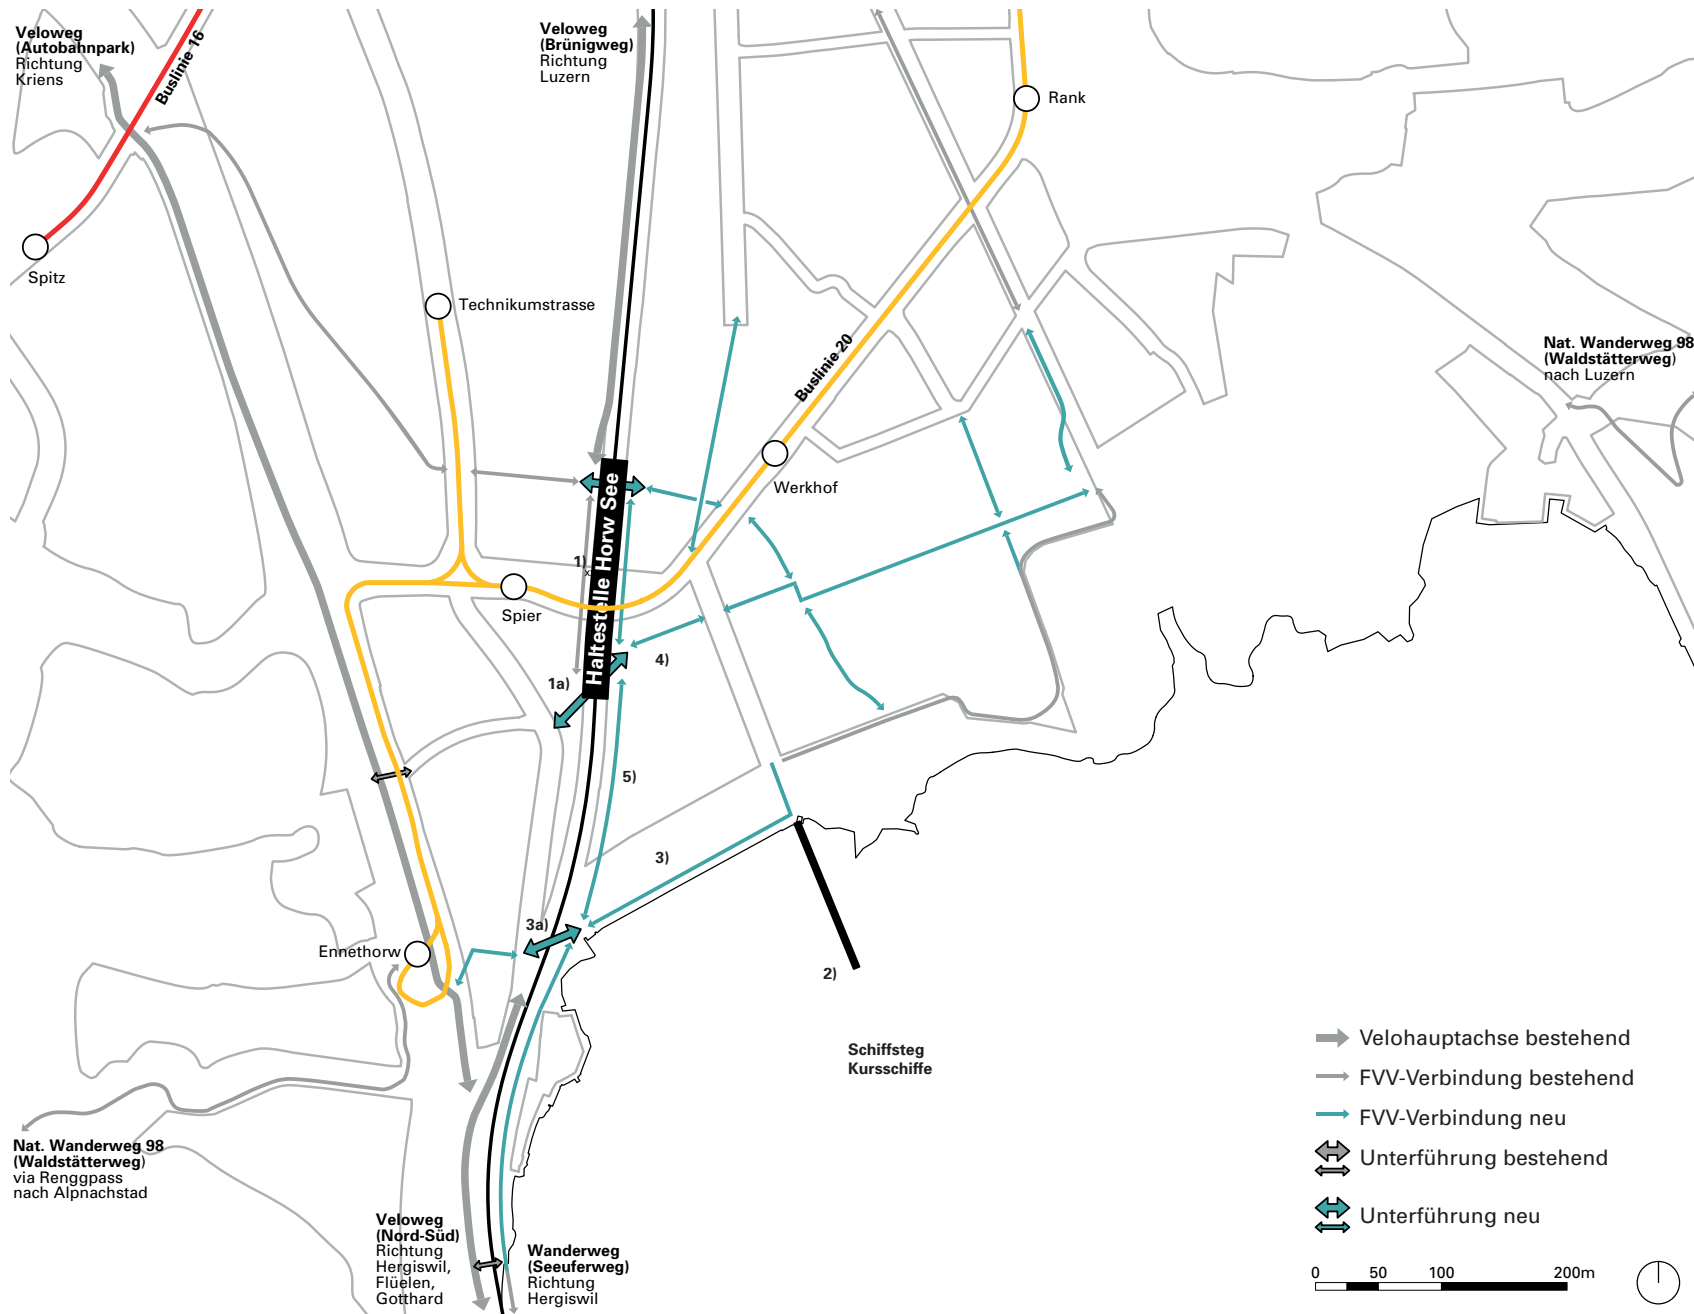 Veloweg
(Autobahnpark)
Richtung
Kriens
Buslinie 16
Veloweg
(Brünigweg)
Richtung
Luzern
Rank
Spitz
Technikumstrasse
Buslinie 20
Nat. Wanderweg 98
(Waldstätterweg)
nach Luzern
Werkhof
Haltestelle Horw See
1)
x
Spier
4)
1a)
5)
3)
3a)
Ennethorw
2)
Schiffsteg
Kursschiffe
Nat. Wanderweg 98
(Waldstätterweg)
via Renggpass
nach Alpnachstad
Veloweg
(Nord-Süd)
Richtung
Hergiswil,
Flüelen,
Gotthard
Wanderweg
(Seeuferweg)
Richtung
Hergiswil
Velohauptachse bestehend
FVV-Verbindung bestehend
FVV-Verbindung neu
Unterführung bestehend
Unterführung neu
0 50 100 200m